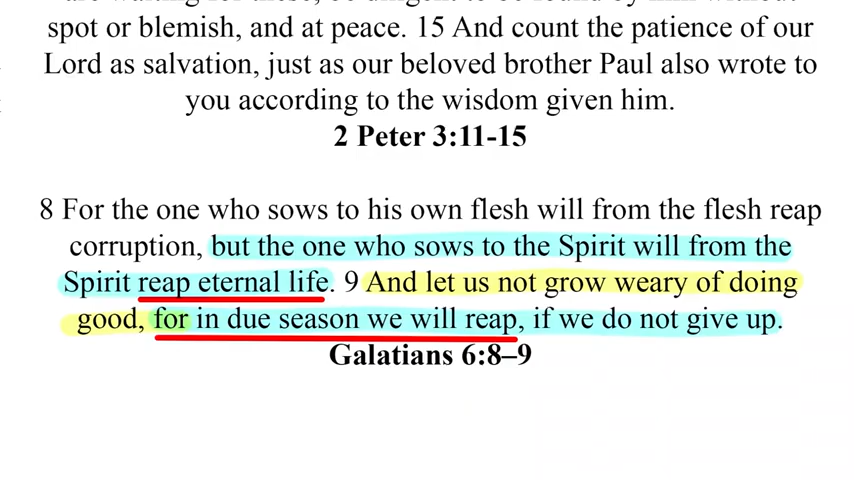 spot or blemish, and at peace. 15 And count the patience of our
Lord as salvation, just as our beloved brother Paul also wrote to
you according to the wisdom given him.
2 Peter 3:11-15
8 For the one who sows to his own flesh will from the flesh reap
corruption, but the one who sows to the Spirit will from the
Spirit reap eternal life. 9 And let us not grow weary of doing
good, for in due season we will reap, if we do not give up.
Galatians 6:8–9